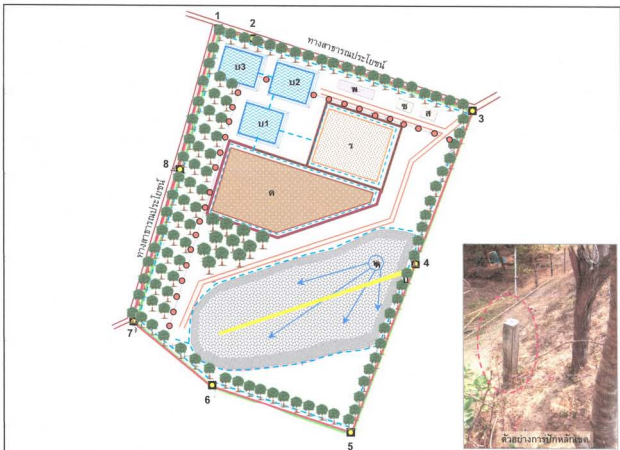 1
2
ทางสาธารณประโยชน์
บ3
บ2
พ
ช
ส
3
บ1
ร
8
ค
ทางสาธารณประโยชน์
4
น
7
6
5
ตัวอย่างการปักหลักเขต